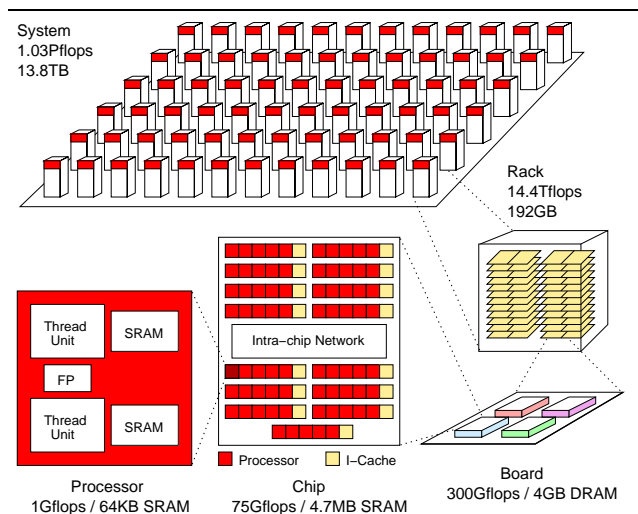 System
1.03Pflops
13.8TB
Rack
14.4Tflops
192GB
Thread
Unit
SRAM
FP
Thread
Unit
SRAM
Intra−chip Network
Processor
I−Cache
Processor
1Gflops / 64KB SRAM
Chip
75Gflops / 4.7MB SRAM
Board
300Gflops / 4GB DRAM